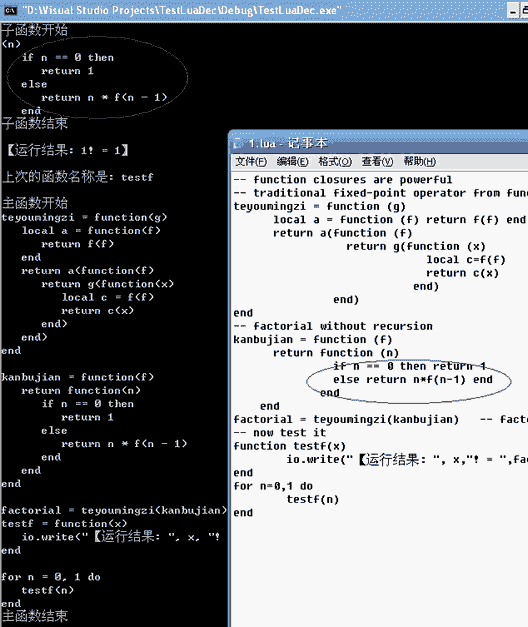 "D:\Visual Studio Projects\TestLuaDec\Debug\TestLuaDec.exe"
子函数开始
(n)
if n == 0 then
return 1
else
return n * f(n - 1)
end
子函数结束
【运行结果: 1! = 1】
上次的函数名称是: testf
主函数开始
teyoumingzi = function(g)
local a = function(f)
return f(f)
end
return a(function(f)
return g(function(x)
local c = f(f)
return c(x)
end)
end)
end
kanbujian = function(f)
return function(n)
if n == 0 then
return 1
else
return n * f(n - 1)
end
end
end
factorial = teyoumingzi(kanbujian)
testf = function(x)
io.write("【运行结果: ", x, "!
end
for n = 0, 1 do
testf(n)
end
主函数结束
1.lua - 记事本
文件(F) 编辑(E) 格式(O) 查看(V) 帮助(H)
-- function closures are powerful
-- traditional fixed-point operator from func
teyoumingzi = function (g)
local a = function (f) return f(f) end
return a(function (f)
return g(function (x)
local c=f(f)
return c(x)
end)
end)
end
-- factorial without recursion
kanbujian = function (f)
return function (n)
if n == 0 then return 1
else return n*f(n-1) end
end
end
factorial = teyoumingzi(kanbujian) -- fact
-- now test it
function testf(x)
io.write("【运行结果: ", x,"! = ",fac
end
for n=0,1 do
testf(n)
end